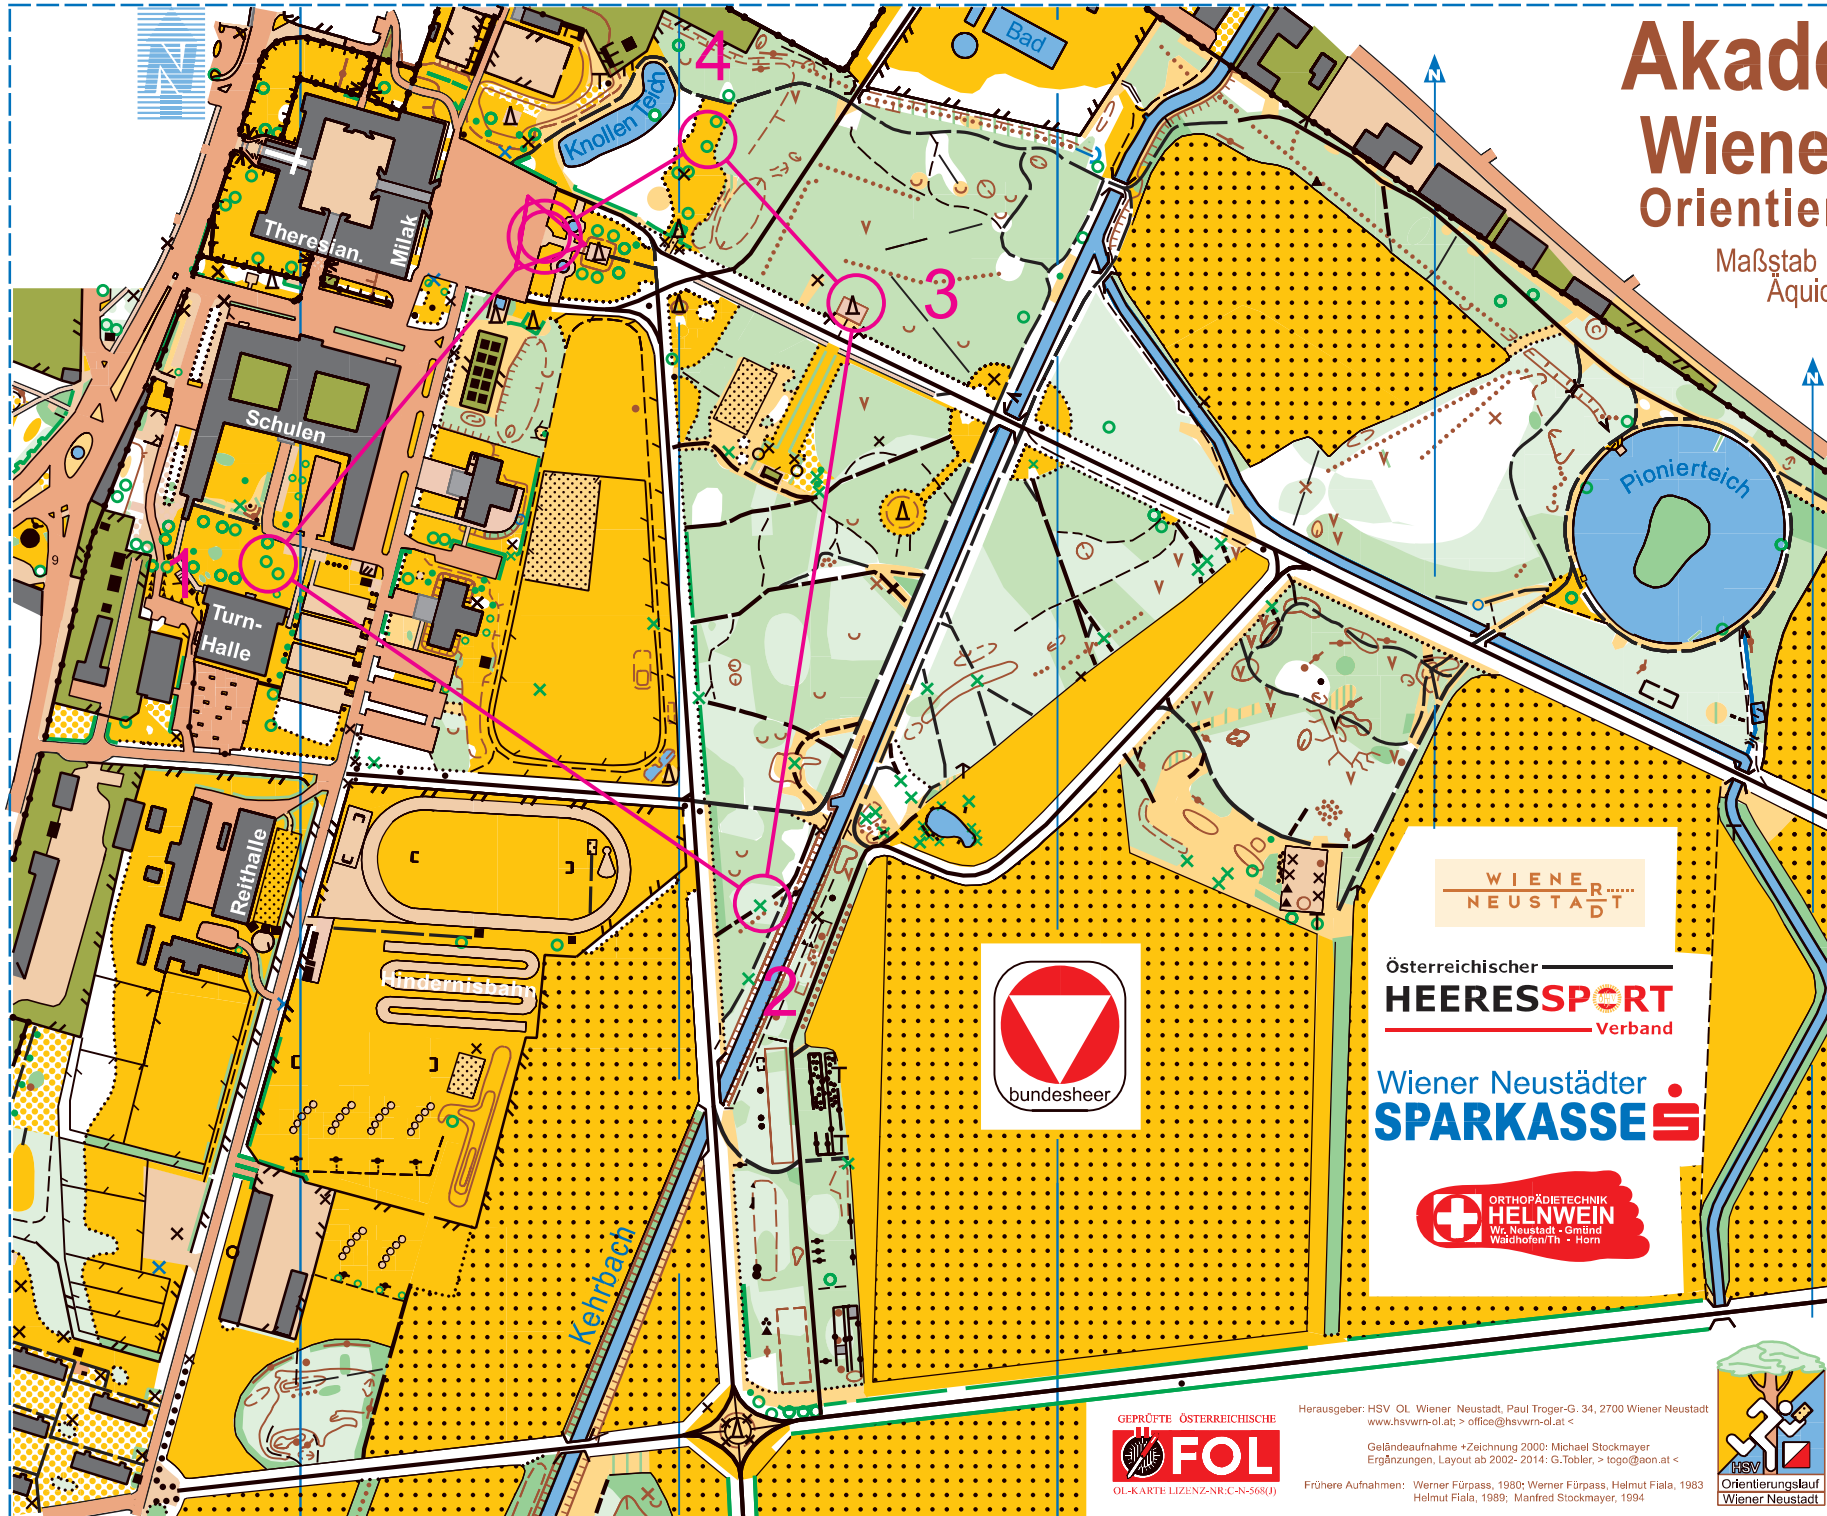 N
Akade
Wiene
Orientier
Maßstab
Äquid
Bad
N
N
Knollen Teich
4
Theresian.
Milak
3
Schulen
Pionierteich
9
1
Turn-
Halle
S
Reithalle
Hindernisbahn
2
Kehrbach
bundesheer
WIENER
NEUSTADT
Österreichischer
HEERESSPORT
Verband
Wiener Neustädter
SPARKASSE
ORTHOPÄDIETECHNIK
HELNWEIN
Wr. Neustadt - Gmünd
Waidhofen/Th - Horn
GEPRÜFTE ÖSTERREICHISCHE
FOL
OL-KARTE LIZENZ-NR:C-N-568(J)
Herausgeber: HSV OL Wiener Neustadt, Paul Troger-G. 34, 2700 Wiener Neustadt
www.hsvwrn-ol.at; > office@hsvwrn-ol.at <
Geländeaufnahme +Zeichnung 2000: Michael Stockmayer
Ergänzungen, Layout ab 2002- 2014: G.Tobler, > togo@aon.at <
Frühere Aufnahmen: Werner Fürpass, 1980; Werner Fürpass, Helmut Fiala, 1983
Helmut Fiala, 1989; Manfred Stockmayer, 1994
HSV
Orientierungslauf
Wiener Neustadt